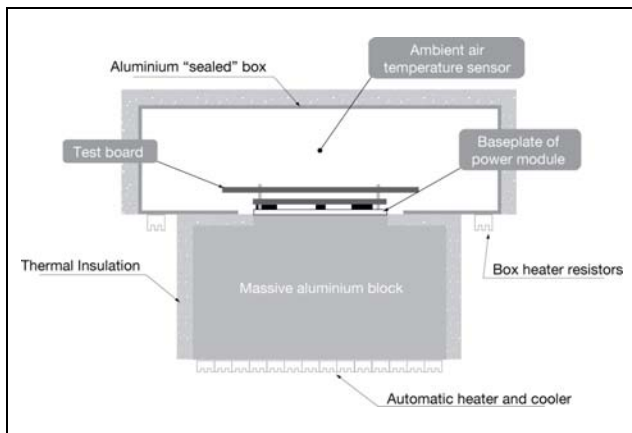 Ambient air
temperature sensor
Aluminium “sealed” box
Test board
Baseplate of
power module
Thermal Insulation
Box heater resistors
Massive aluminium block
Automatic heater and cooler